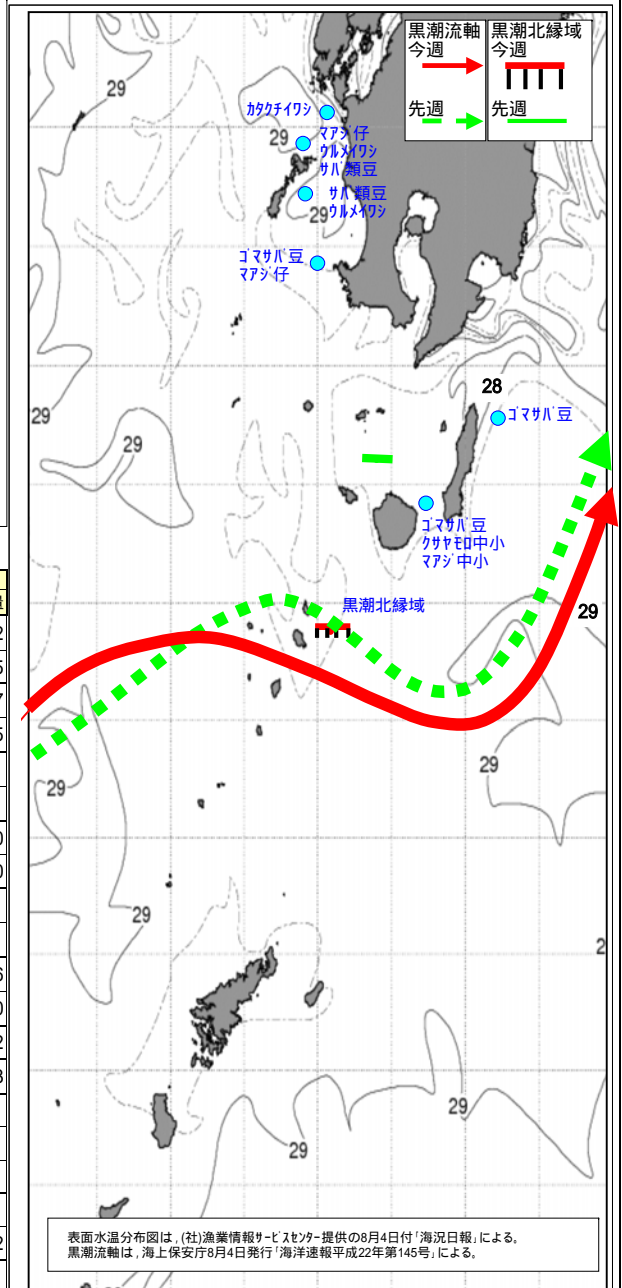 黒潮流軸
今週
先週
黒潮北縁域
今週
先週
29
カタクチイワシ
29
マアジ仔
ウルメイワシ
サバ類豆
サバ類豆
ウルメイワシ
29
ゴマサバ豆
マアジ仔
28
ゴマサバ豆
29
29
ゴマサバ豆
クサヤモロ中小
マアジ中小
黒潮北縁域
29
29
29
29
29
29
表面水温分布図は，(社)漁業情報サービスセンター提供の8月4日付「海況日報」による。
黒潮流軸は，海上保安庁8月4日発行「海洋速報平成22年第145号」による。